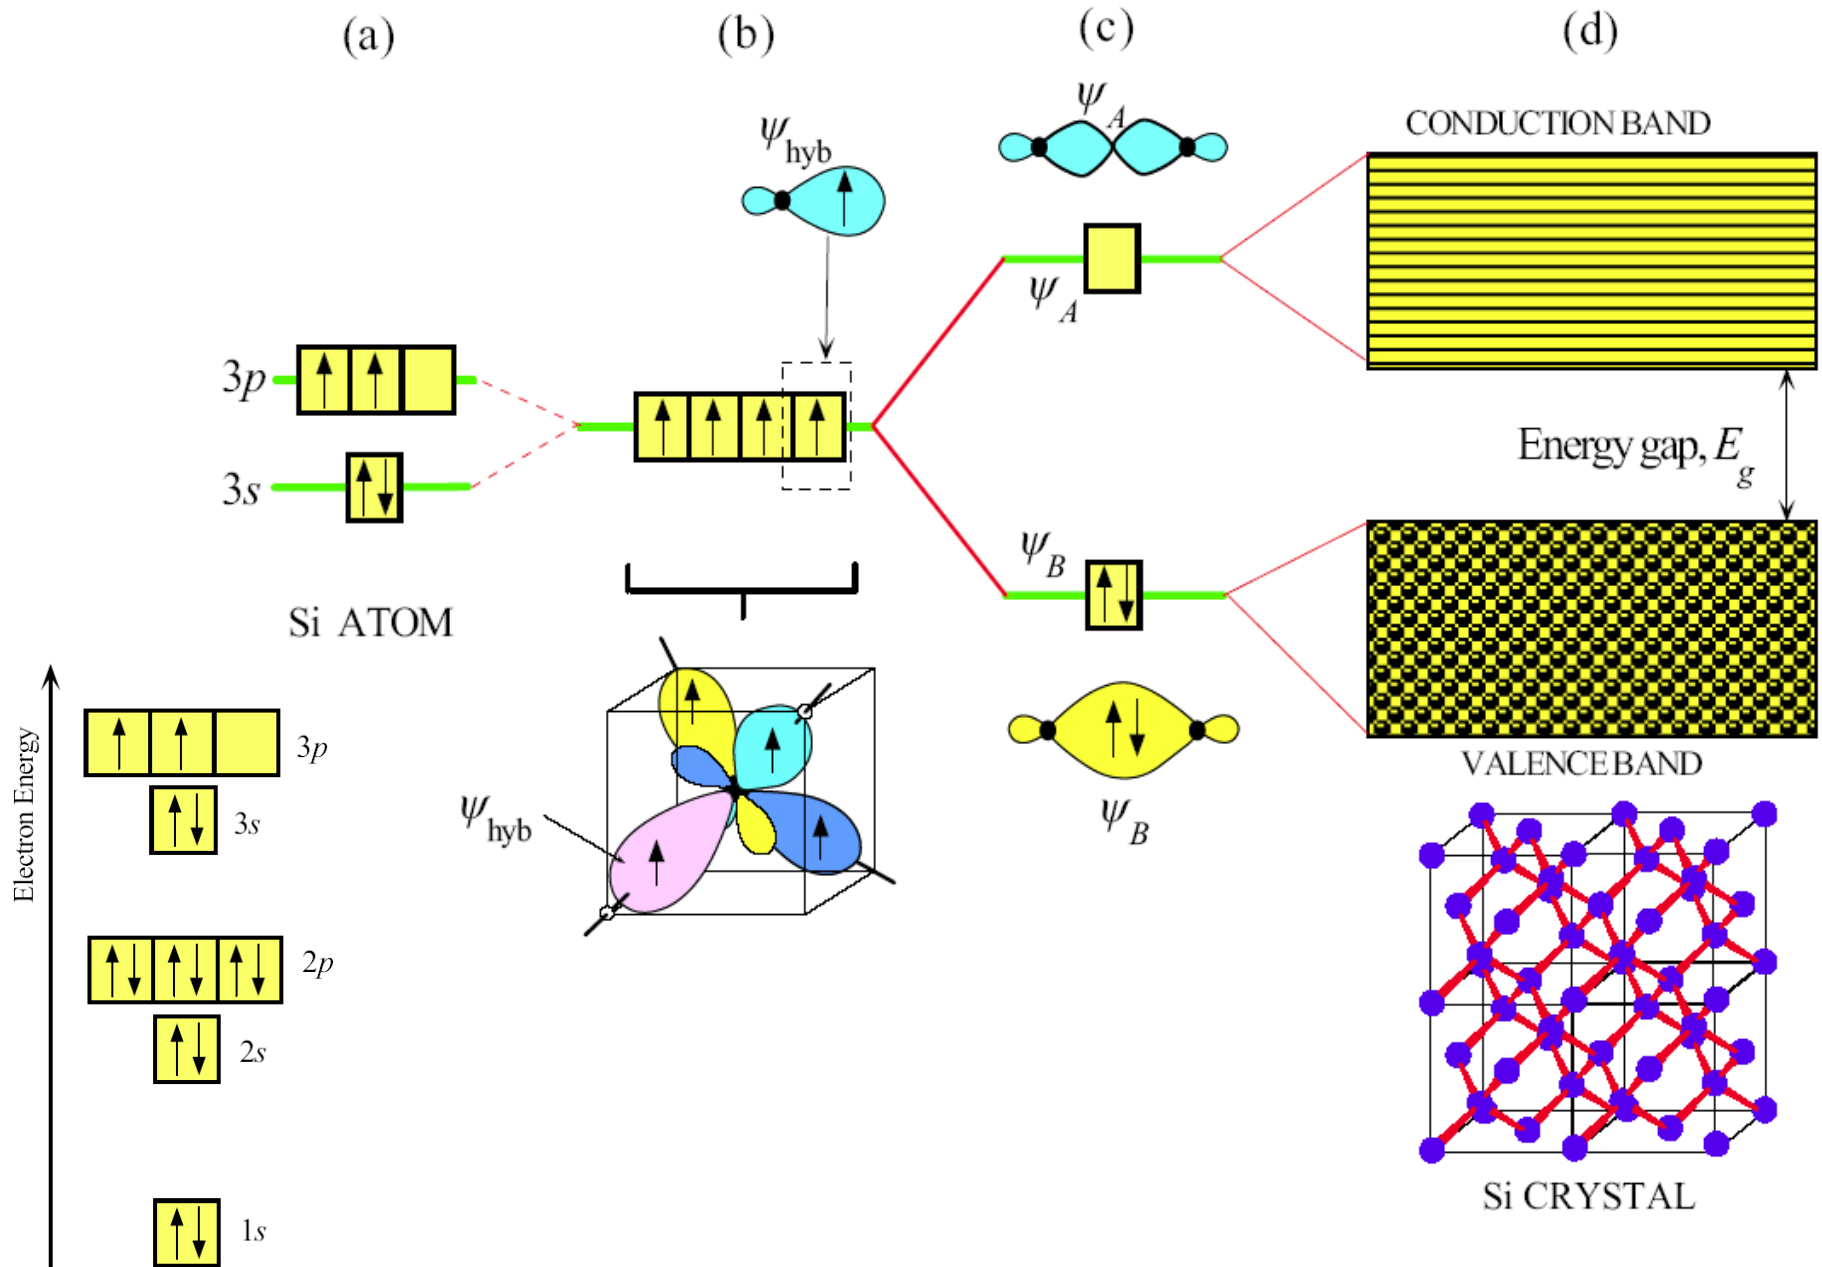 (a)
(b)
(c)
(d)
ψhyb
ψA
CONDUCTION BAND
ψA
3p
3s
Energy gap, Eg
ψB
Si ATOM
VALENCE BAND
ψhyb
ψB
Electron Energy
3p
3s
2p
2s
1s
Si CRYSTAL